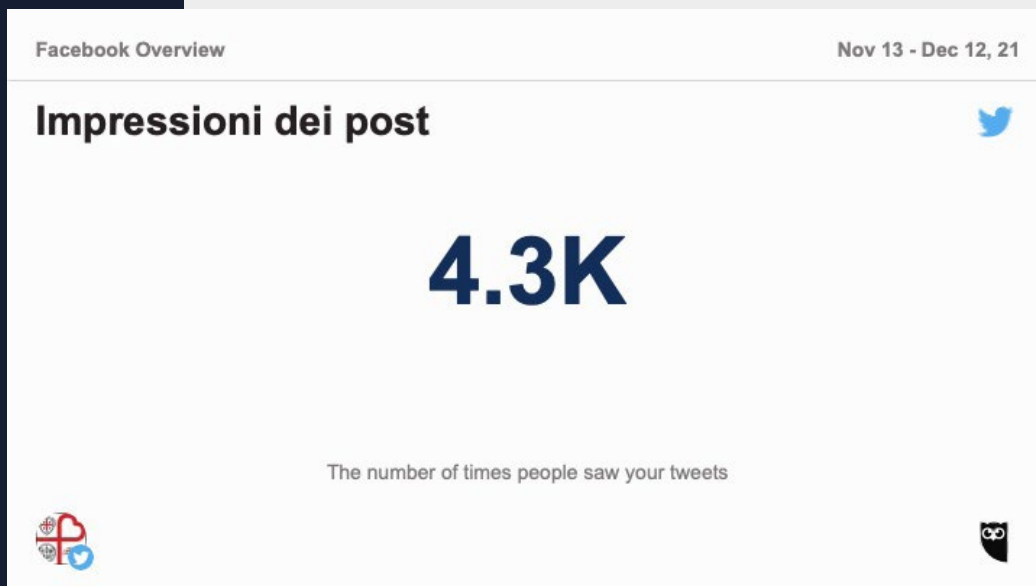 Facebook Overview
Nov 13 - Dec 12, 21
Impressioni dei post
4.3K
The number of times people saw your tweets